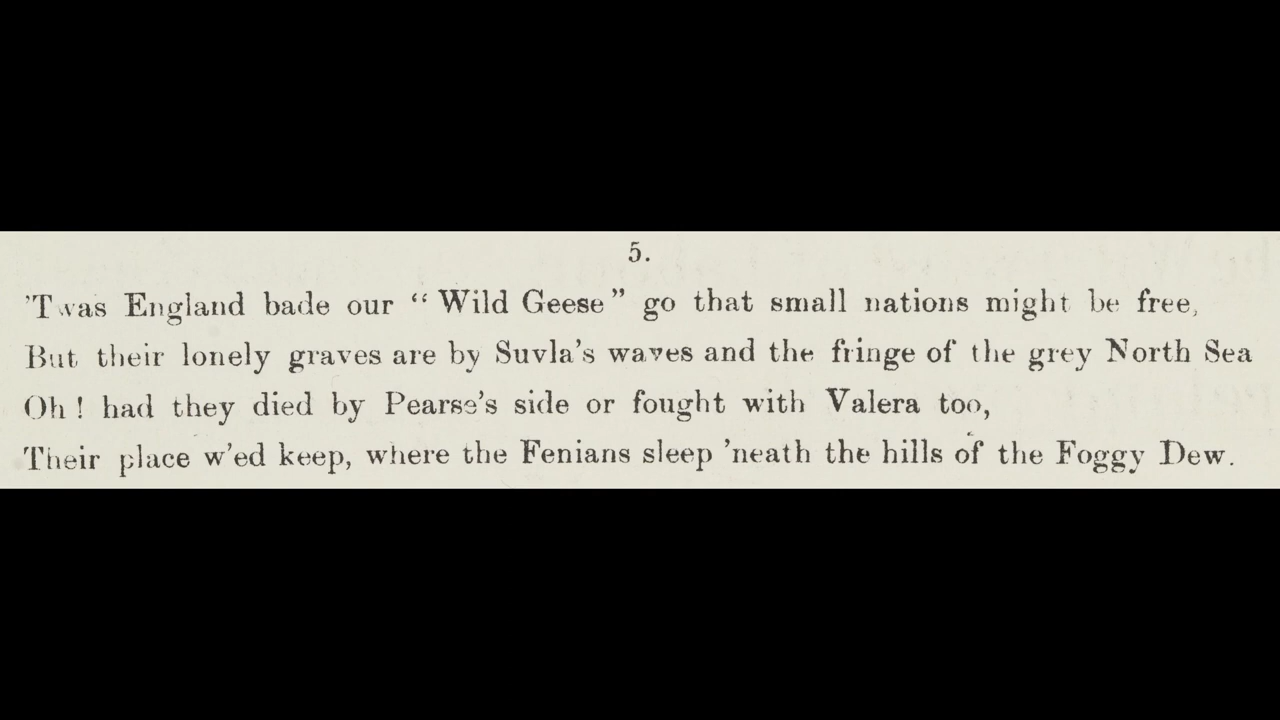 5.
'Twas England bade our “Wild Geese” go that small nations might be free,
But their lonely graves are by Suvla's waves and the fringe of the grey North Sea
Oh! had they died by Pearse's side or fought with Valera too,
Their place w'ed keep, where the Fenians sleep 'neath the hills of the Foggy Dew.